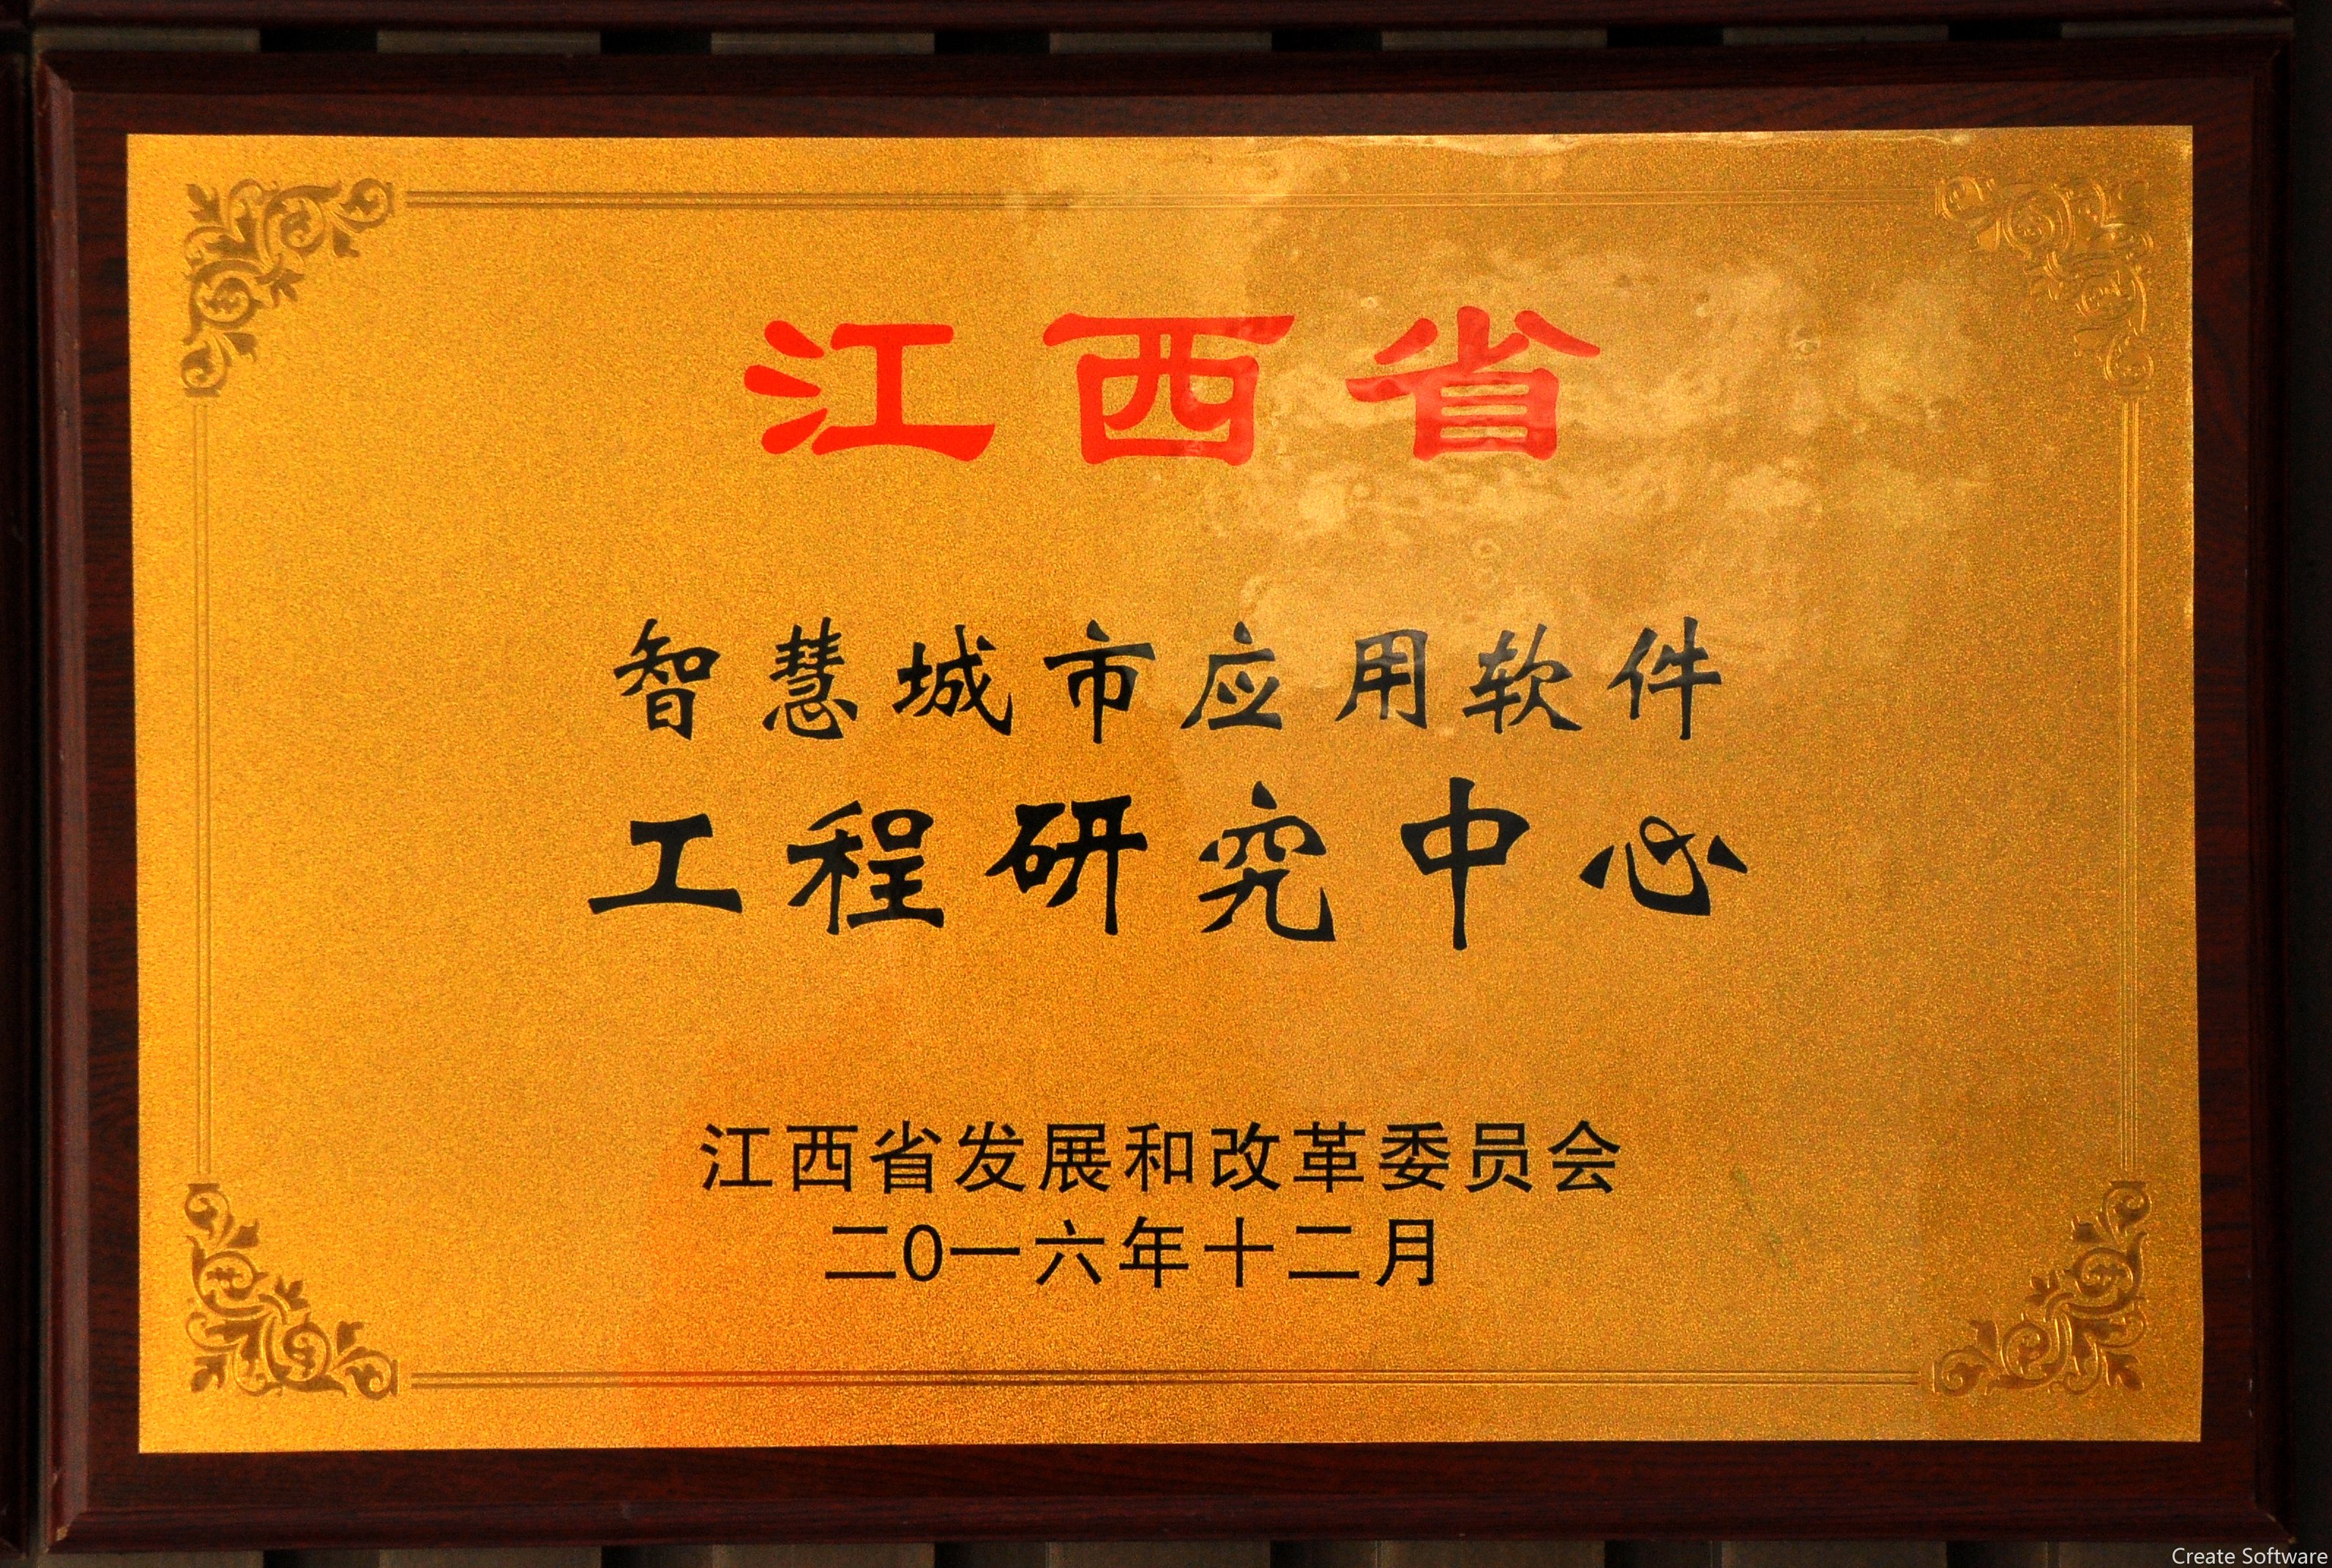 江西省
智慧城市应用软件
工程研究中心
江西省发展和改革委员会
二0一六年十二月
Create Software